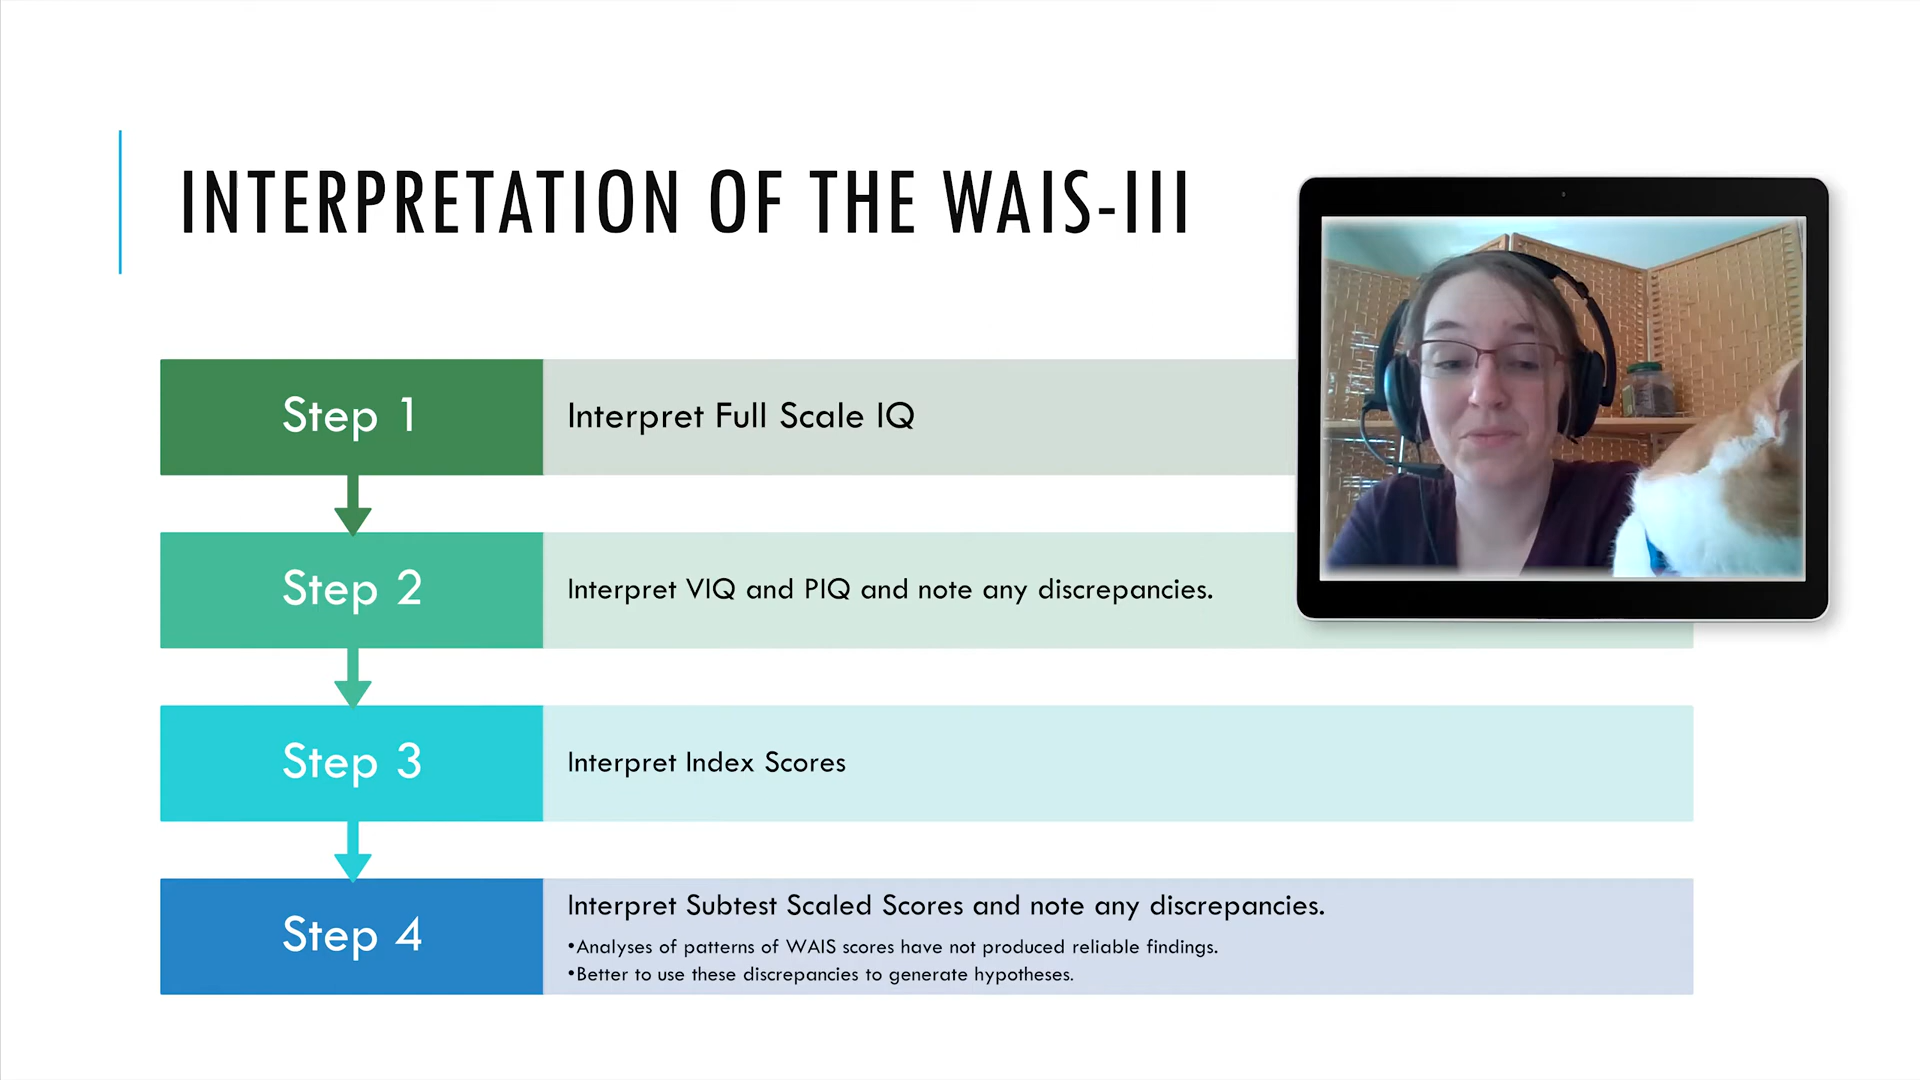 INTERPRETATION OF THE WAIS-III
Step 1
Interpret Full Scale IQ
Step 2
Interpret VIQ and PIQ and note any discrepancies.
Step 3
Interpret Index Scores
Step 4
Interpret Subtest Scaled Scores and note any discrepancies.
•Analyses of patterns of WAIS scores have not produced reliable findings.
•Better to use these discrepancies to generate hypotheses.